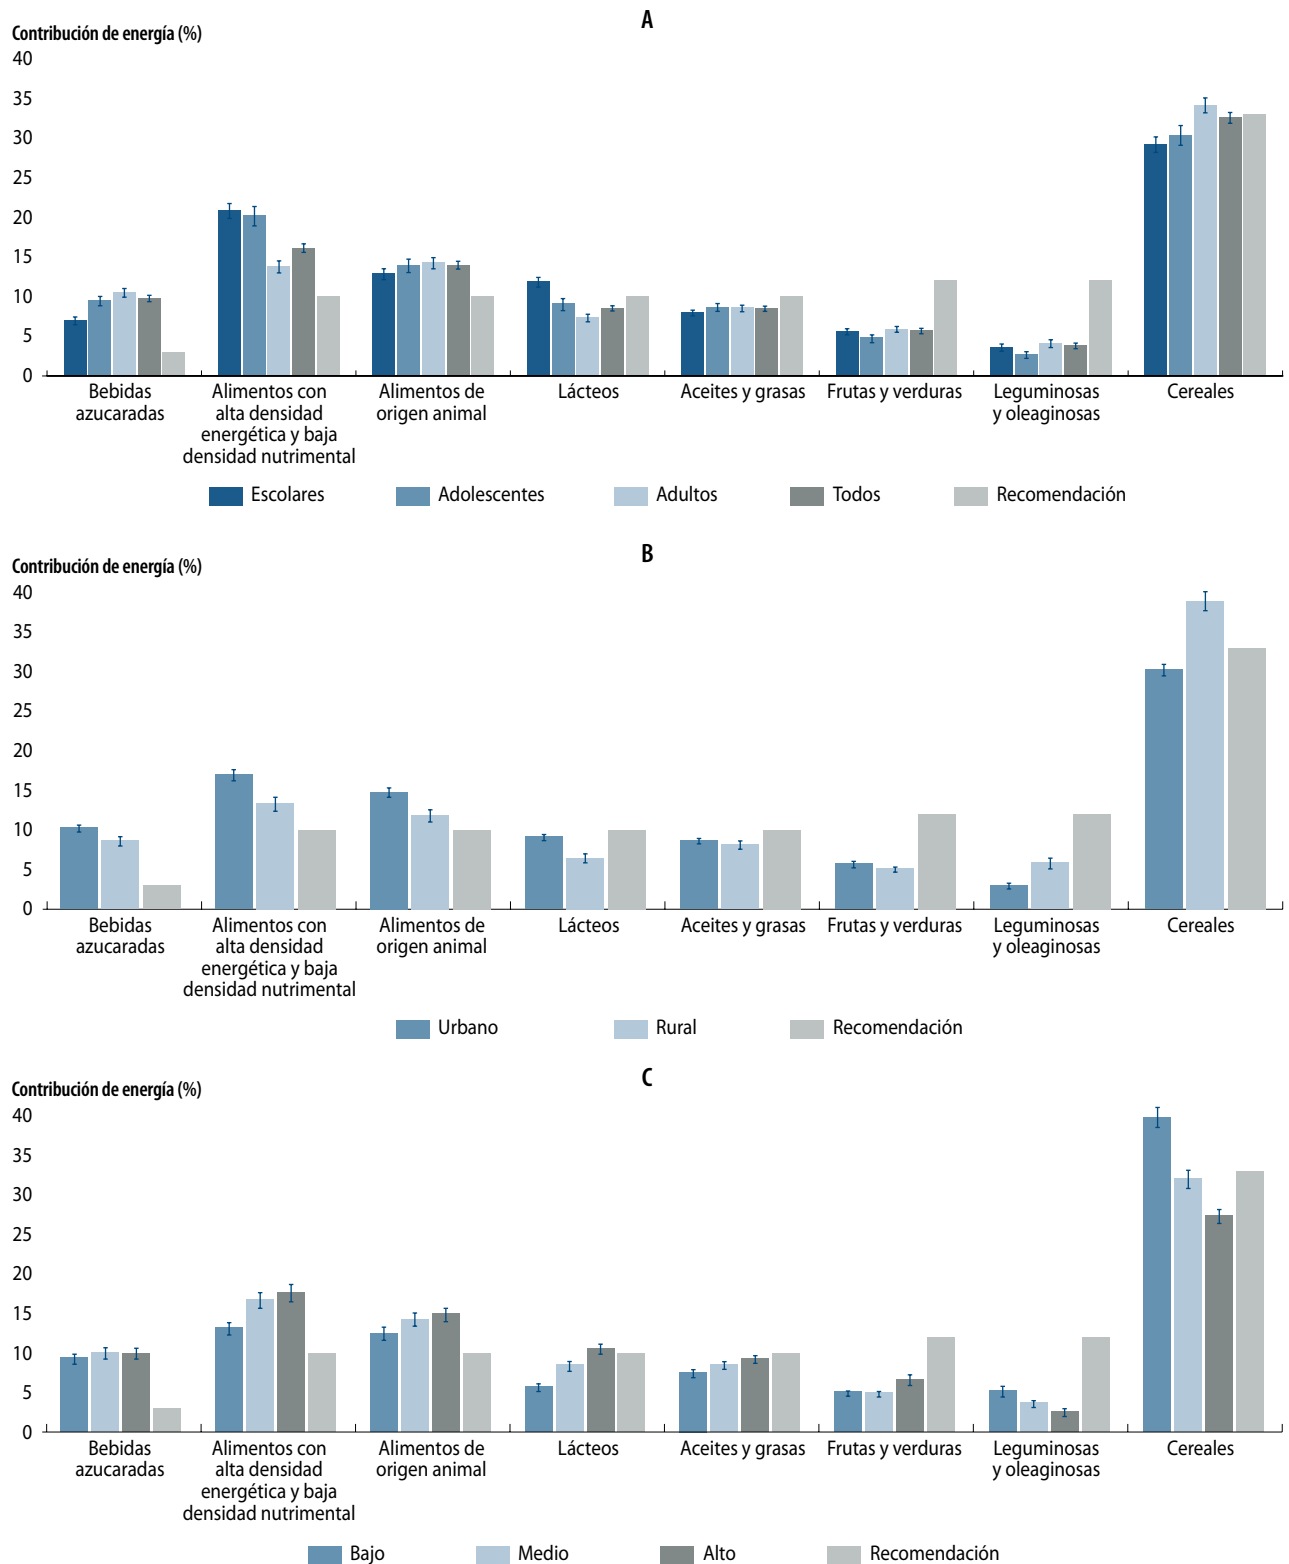 A
Contribución de energía (%)
40
35
30
25
20
15
10
5
0
Bebidas
azucaradas
Alimentos con
alta densidad
energética y baja
densidad nutrimental
Alimentos de
origen animal
Lácteos
Aceites y grasas
Frutas y verduras
Leguminosas
y oleaginosas
Cereales
Escolares
Adolescentes
Adultos
Todos
Recomendación
B
Contribución de energía (%)
40
35
30
25
20
15
10
5
0
Bebidas
azucaradas
Alimentos con
alta densidad
energética y baja
densidad nutrimental
Alimentos de
origen animal
Lácteos
Aceites y grasas
Frutas y verduras
Leguminosas
y oleaginosas
Cereales
Urbano
Rural
Recomendación
C
Contribución de energía (%)
40
35
30
25
20
15
10
5
0
Bebidas
azucaradas
Alimentos con
alta densidad
energética y baja
densidad nutrimental
Alimentos de
origen animal
Lácteos
Aceites y grasas
Frutas y verduras
Leguminosas
y oleaginosas
Cereales
Bajo
Medio
Alto
Recomendación